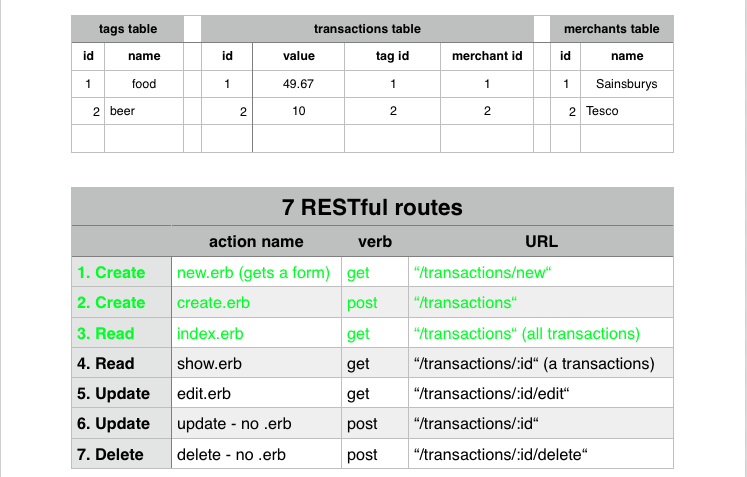 tags table transactions table merchants table
id name id value tag id merchant id id name
1 food 1 49.67 1 1 1 Sainsburys
2 beer 2 10 2 2 2 Tesco
7 RESTful routes
action name verb URL
1. Create new.erb (gets a form) get “/transactions/new“
2. Create create.erb post “/transactions“
3. Read index.erb get “/transactions“ (all transactions)
4. Read show.erb get “/transactions/:id“ (a transactions)
5. Update edit.erb get “/transactions/:id/edit“
6. Update update - no .erb post “/transactions/:id“
7. Delete delete - no .erb post “/transactions/:id/delete“